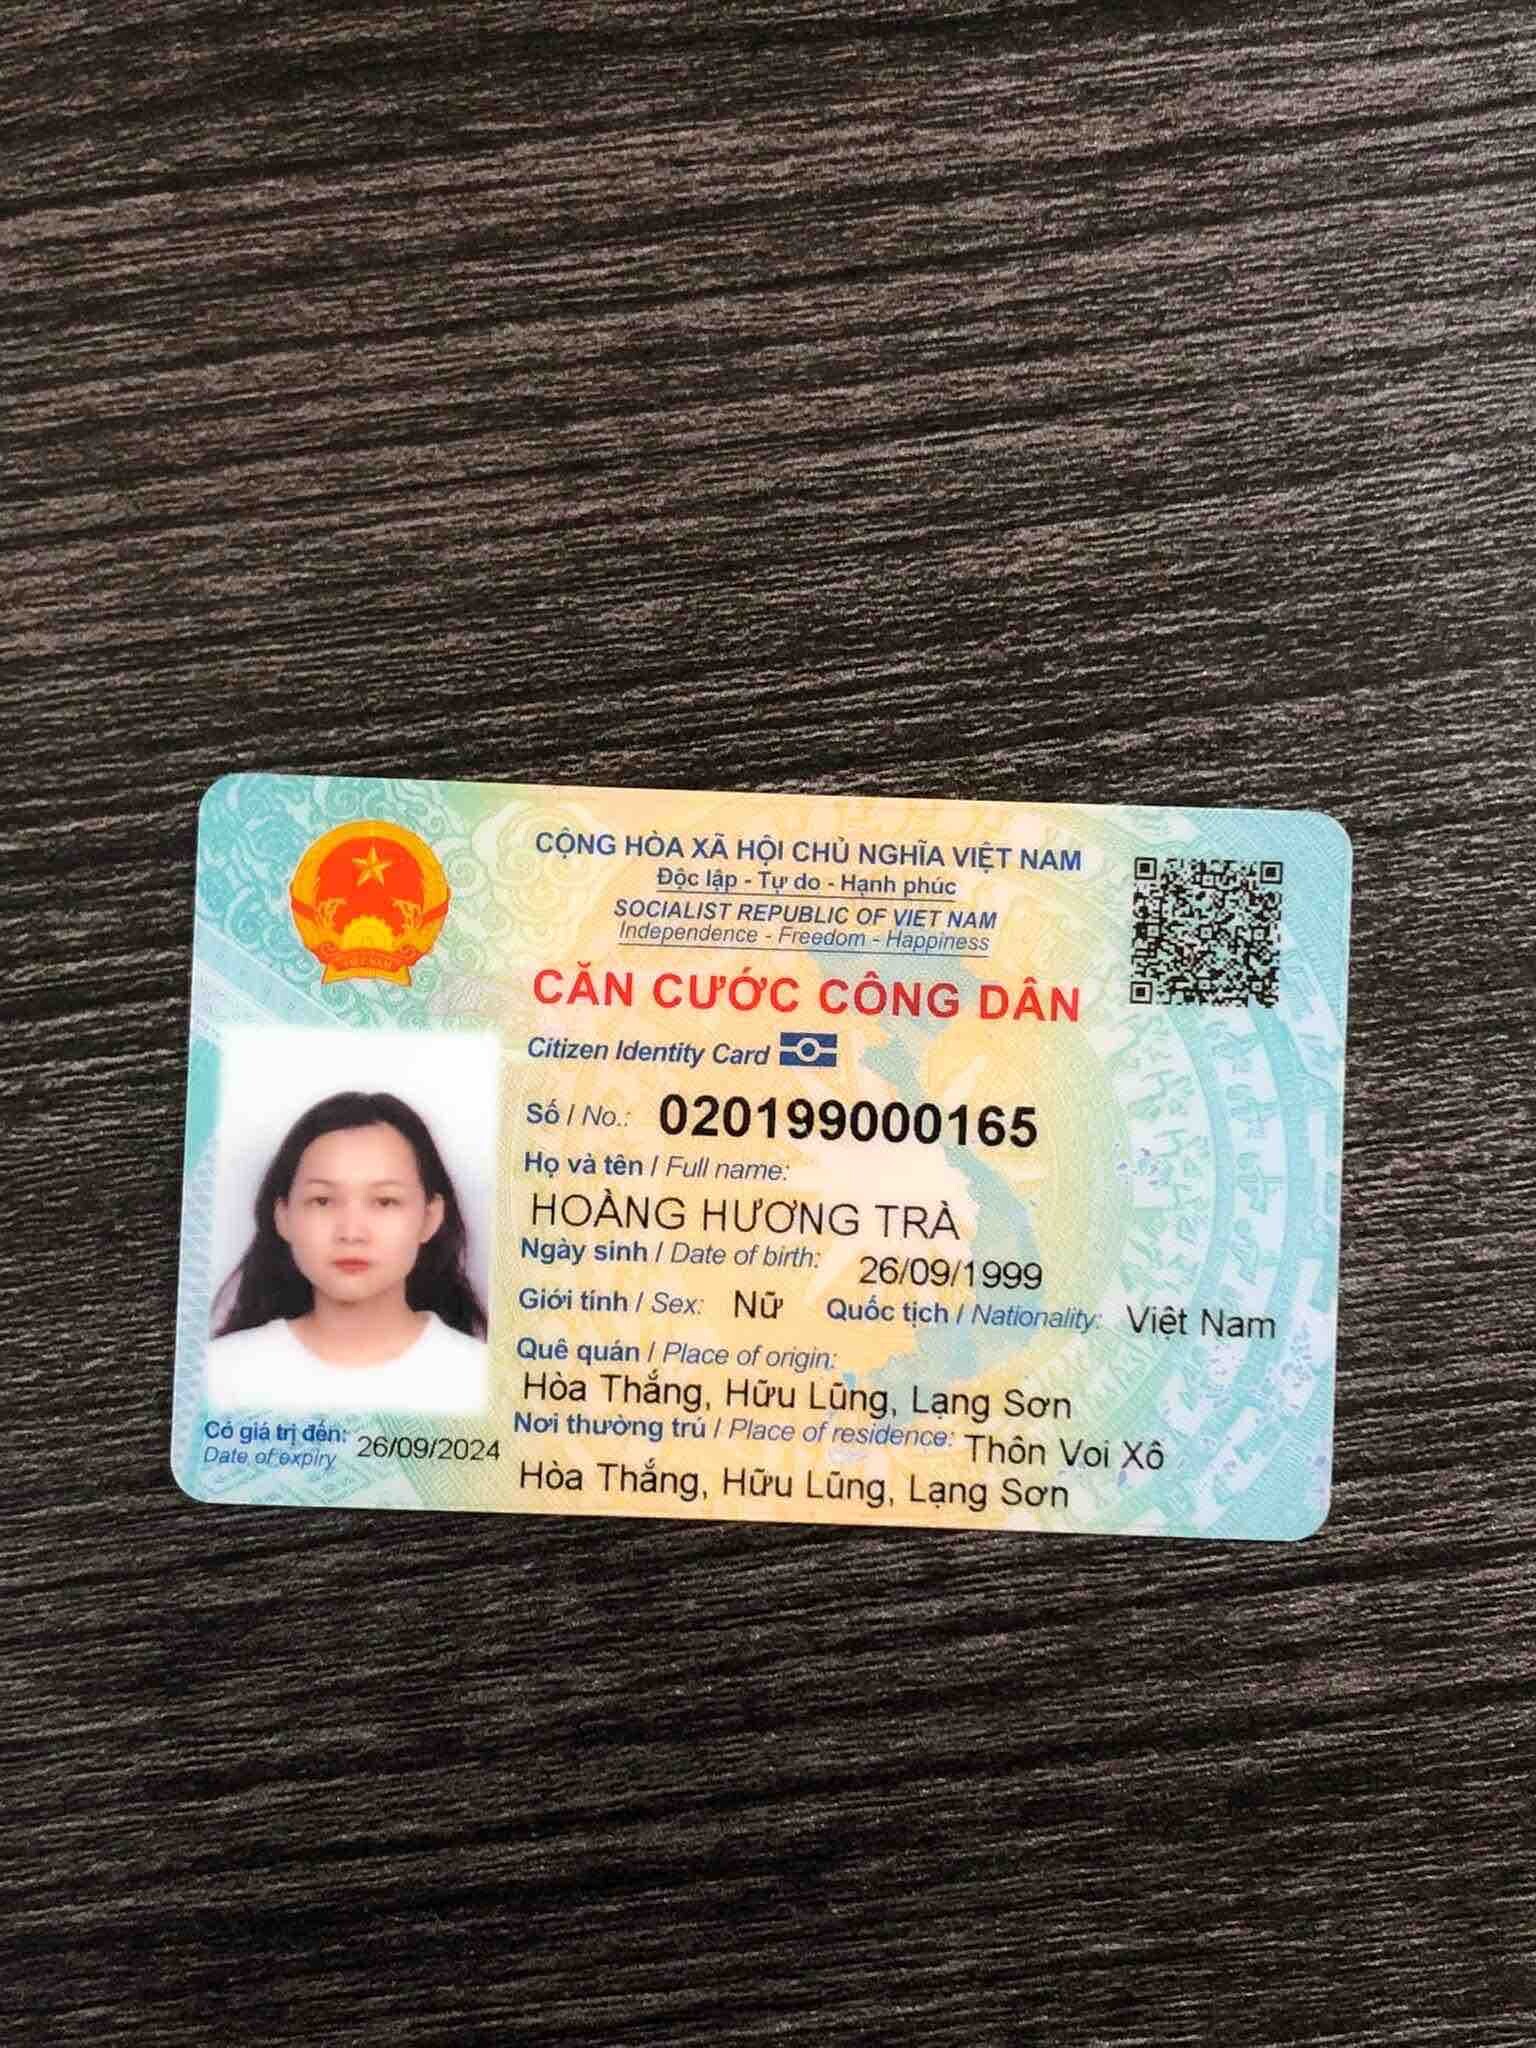 CỘNG HÒA XÃ HỘI CHỦ NGHĨA VIỆT NAM
Độc lập - Tự do - Hạnh phúc
SOCIALIST REPUBLIC OF VIET NAM
Independence - Freedom - Happiness
CĂN CƯỚC CÔNG DÂN
Citizen Identity Card
Số / No.: 020199000165
Họ và tên / Full name:
HOÀNG HƯƠNG TRÀ
Ngày sinh / Date of birth: 26/09/1999
Giới tính / Sex: Nữ Quốc tịch / Nationality: Việt Nam
Quê quán / Place of origin:
Hòa Thắng, Hữu Lũng, Lạng Sơn
Nơi thường trú / Place of residence: Thôn Voi Xô
Hòa Thắng, Hữu Lũng, Lạng Sơn
Có giá trị đến: 26/09/2024
Date of expiry
VIỆT NAM